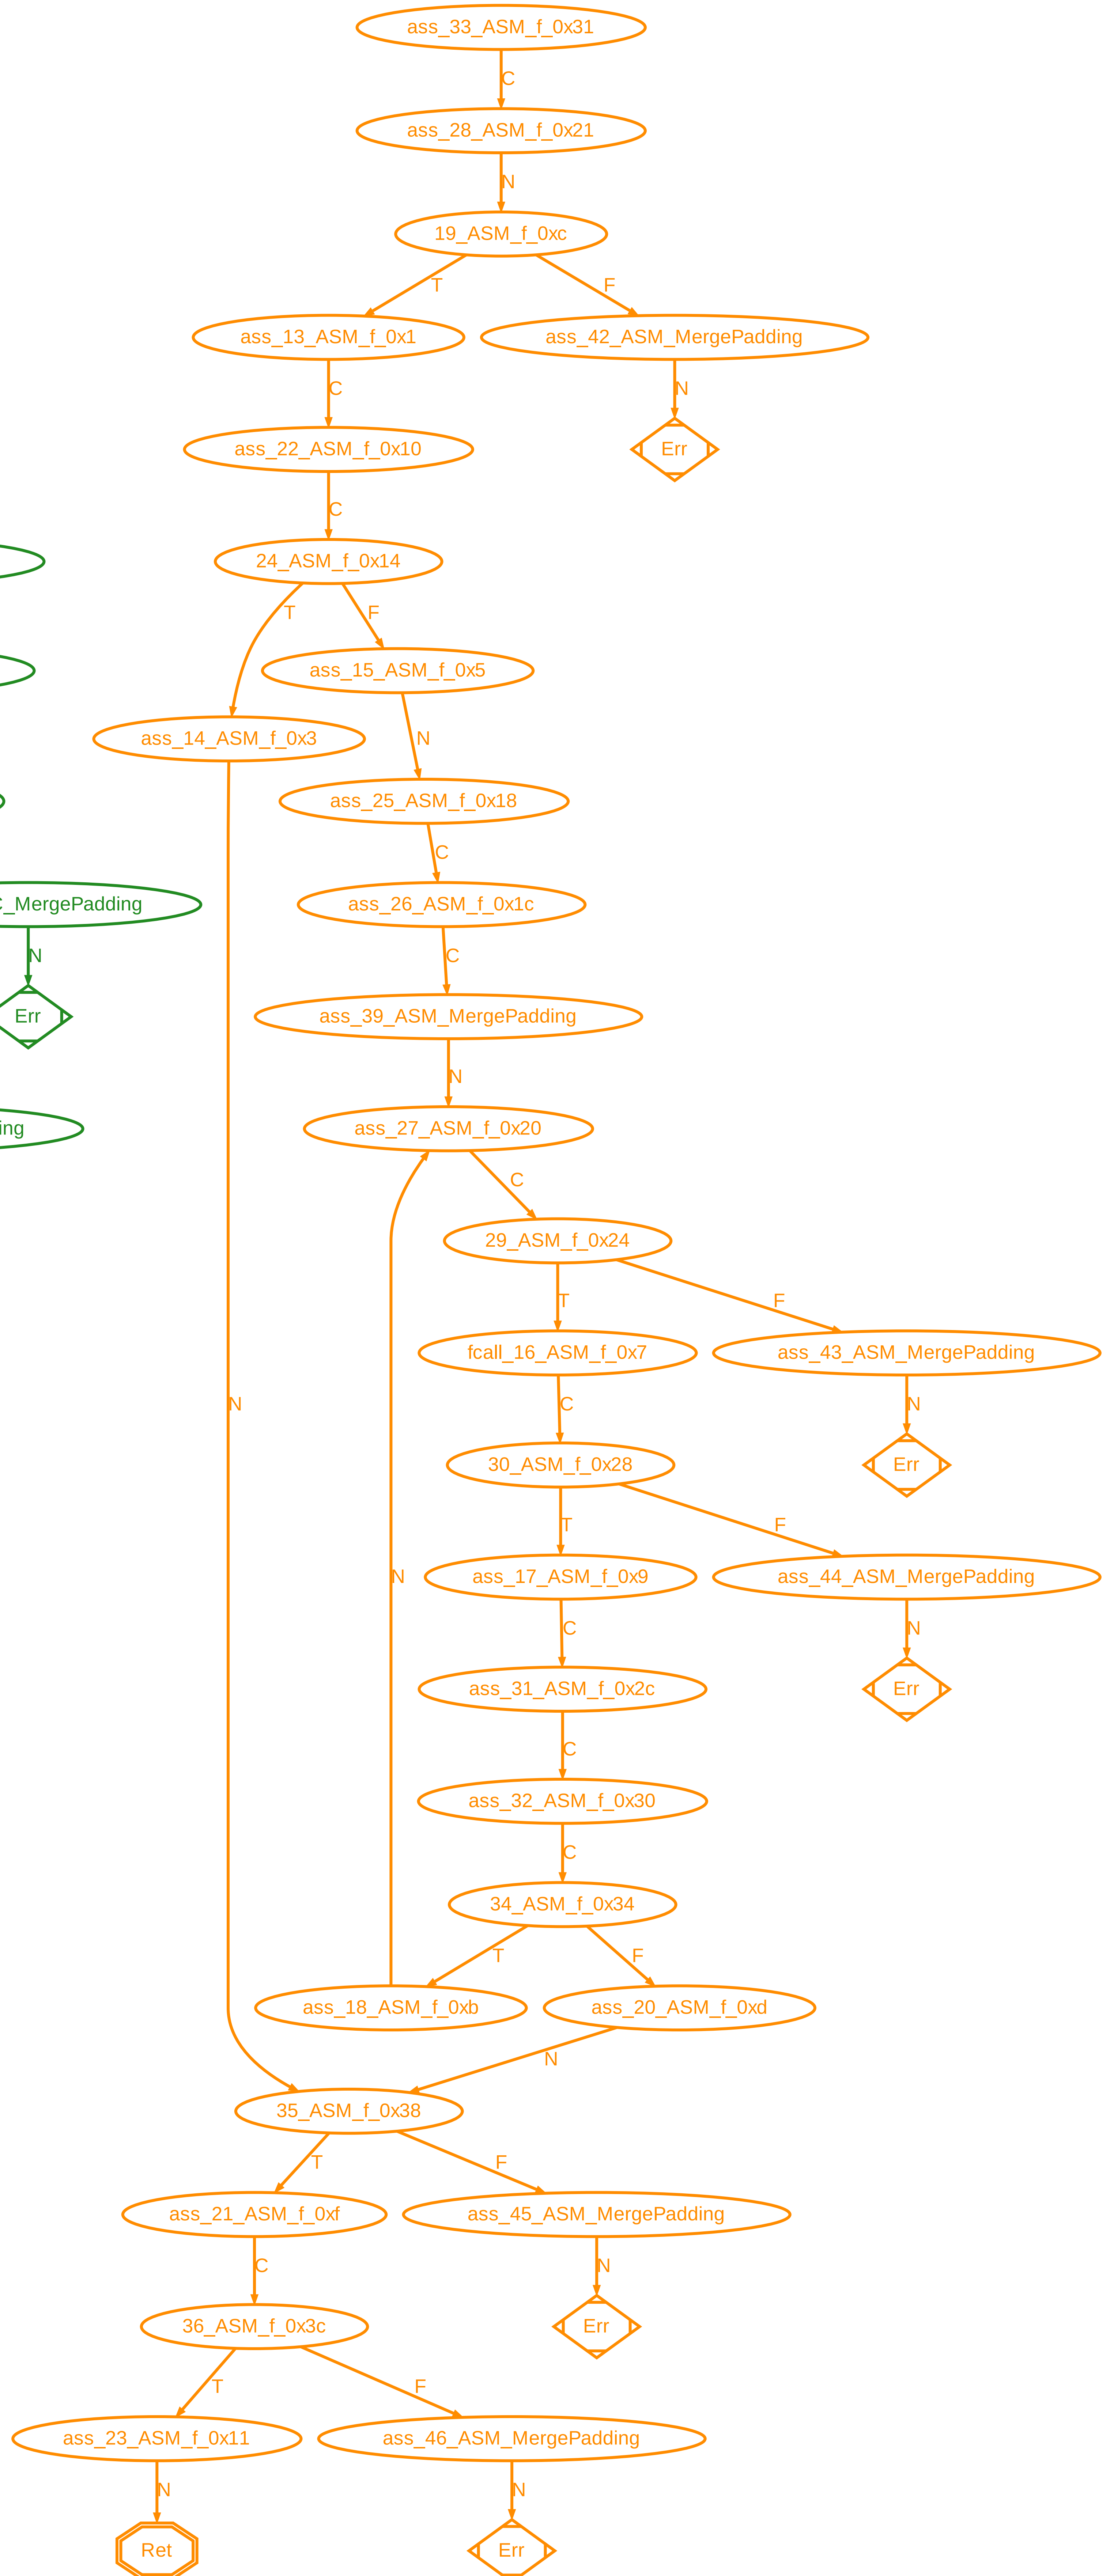 ass_33_ASM_f_0x31
C
ass_28_ASM_f_0x21
N
19_ASM_f_0xc
T
F
ass_13_ASM_f_0x1
ass_42_ASM_MergePadding
C
N
ass_22_ASM_f_0x10
Err
C
24_ASM_f_0x14
T
F
ass_15_ASM_f_0x5
ass_14_ASM_f_0x3
N
ass_25_ASM_f_0x18
C
_MergePadding
ass_26_ASM_f_0x1c
N
C
Err
ass_39_ASM_MergePadding
N
ing
ass_27_ASM_f_0x20
C
29_ASM_f_0x24
T
F
fcall_16_ASM_f_0x7
ass_43_ASM_MergePadding
N
C
N
30_ASM_f_0x28
Err
T
F
N
ass_17_ASM_f_0x9
ass_44_ASM_MergePadding
C
N
ass_31_ASM_f_0x2c
Err
C
ass_32_ASM_f_0x30
C
34_ASM_f_0x34
T
F
ass_18_ASM_f_0xb
ass_20_ASM_f_0xd
N
35_ASM_f_0x38
T
F
ass_21_ASM_f_0xf
ass_45_ASM_MergePadding
C
N
36_ASM_f_0x3c
Err
T
F
ass_23_ASM_f_0x11
ass_46_ASM_MergePadding
N
N
Ret
Err